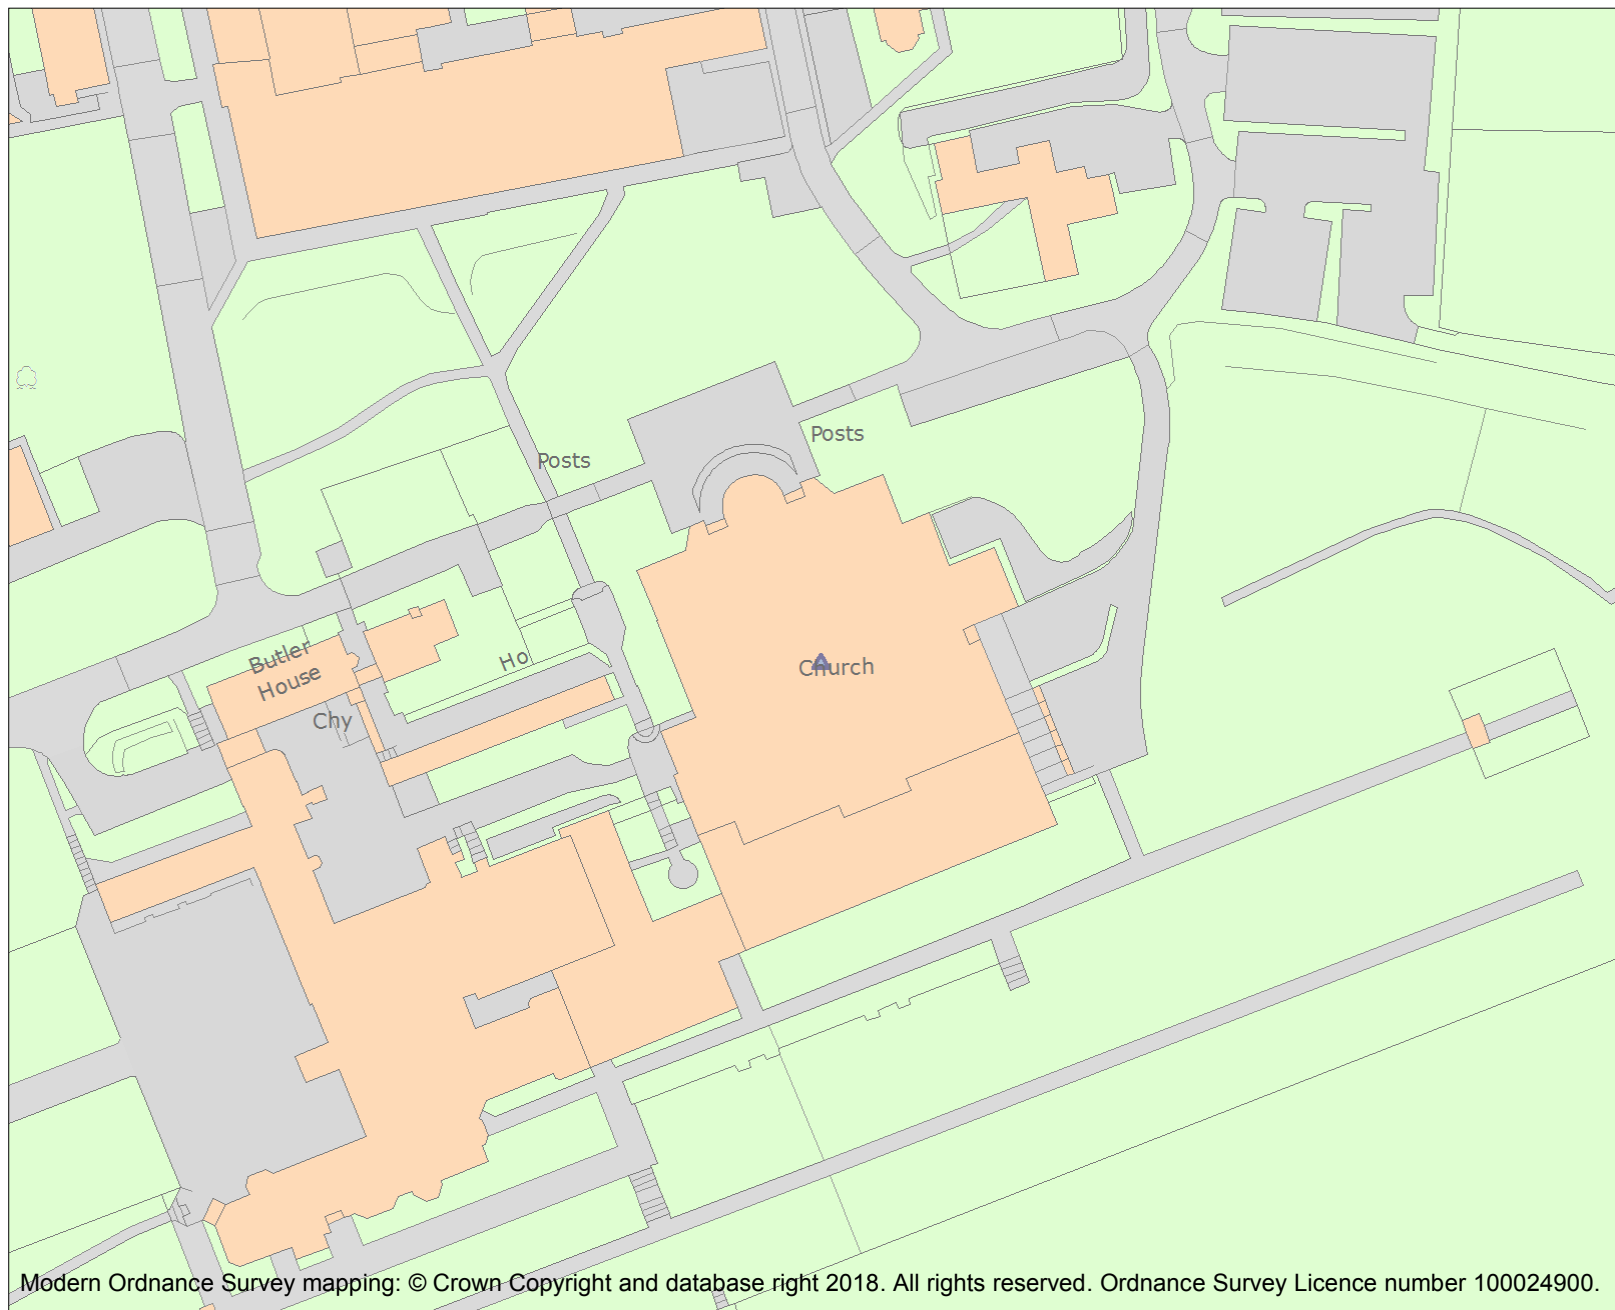 Posts
Posts
Butler
House
Ho
Church
Chy
Modern Ordnance Survey mapping: © Crown Copyright and database right 2018. All rights reserved. Ordnance Survey Licence number 100024900.